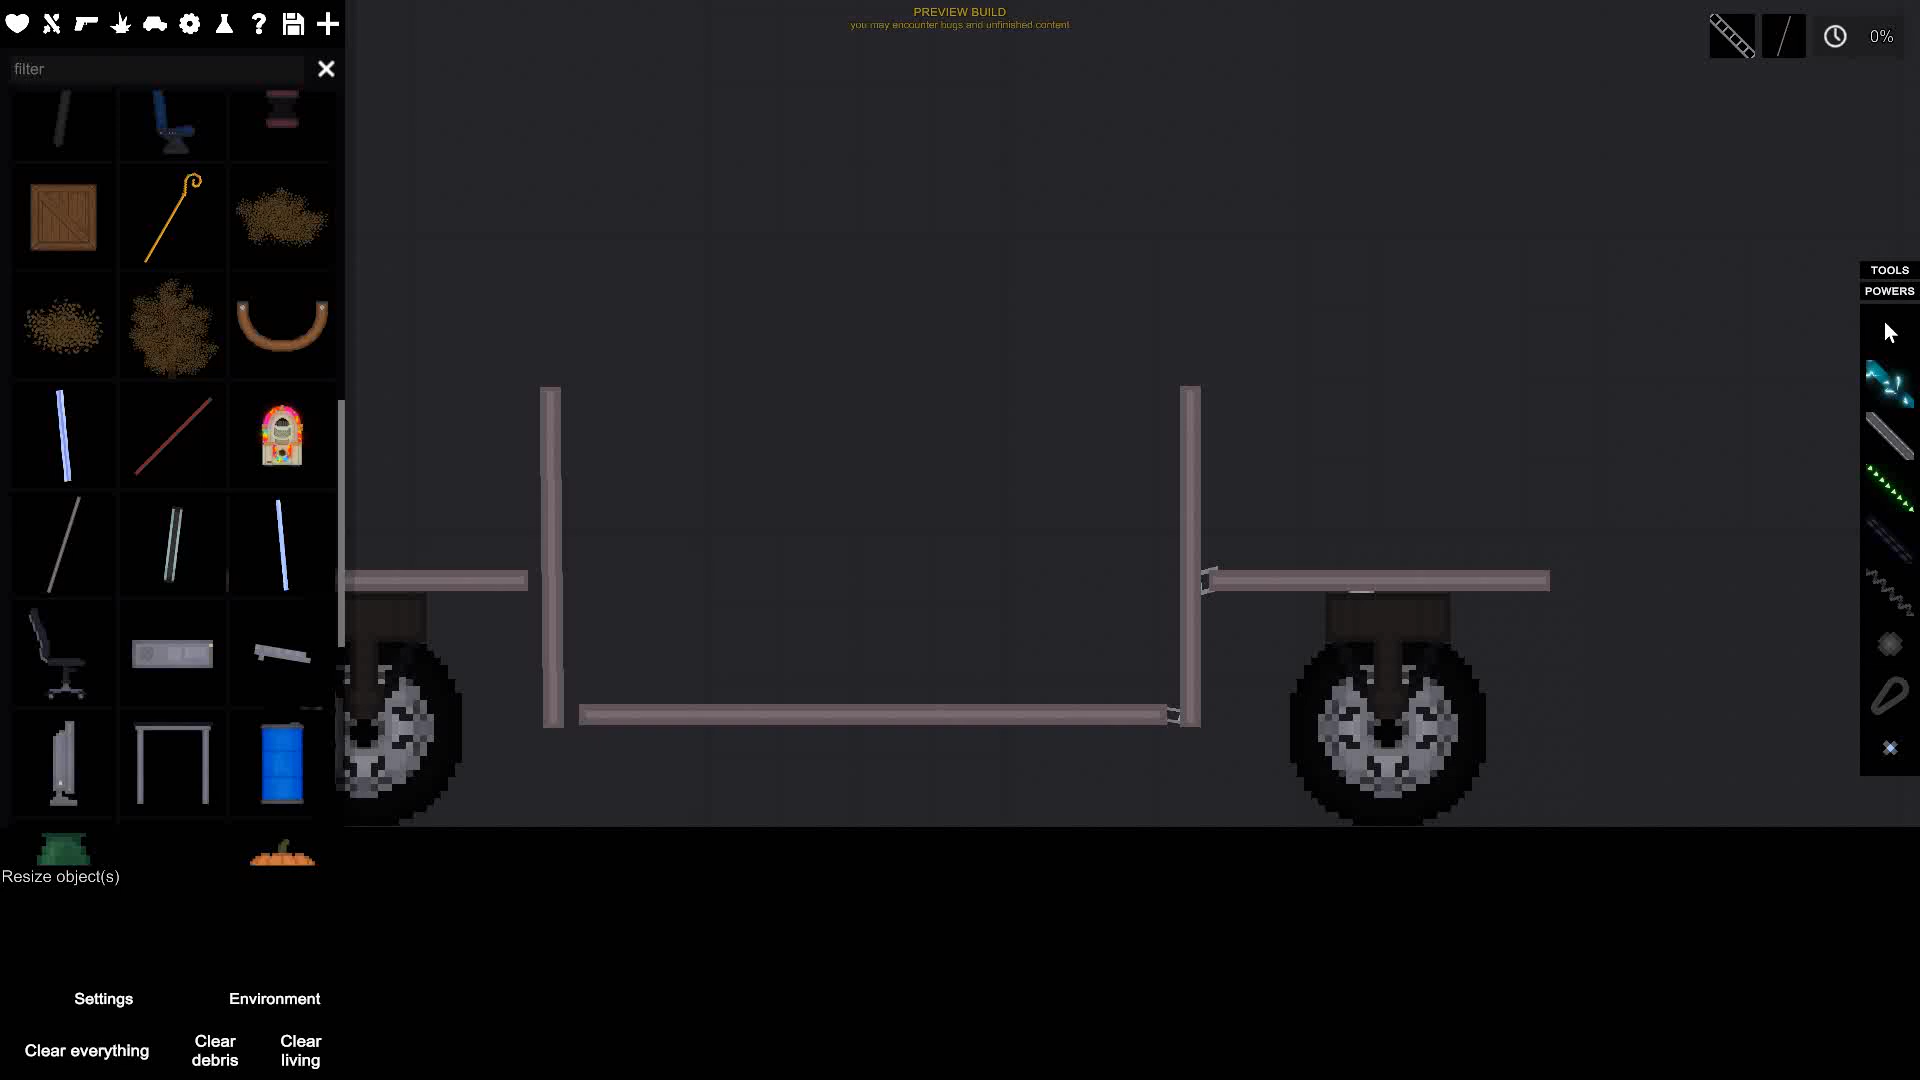 PREVIEW BUILD
you may encounter bugs and unfinished content
0%
filter
TOOLS
POWERS
Resize object(s)
Settings
Environment
Clear everything
Clear debris
Clear living